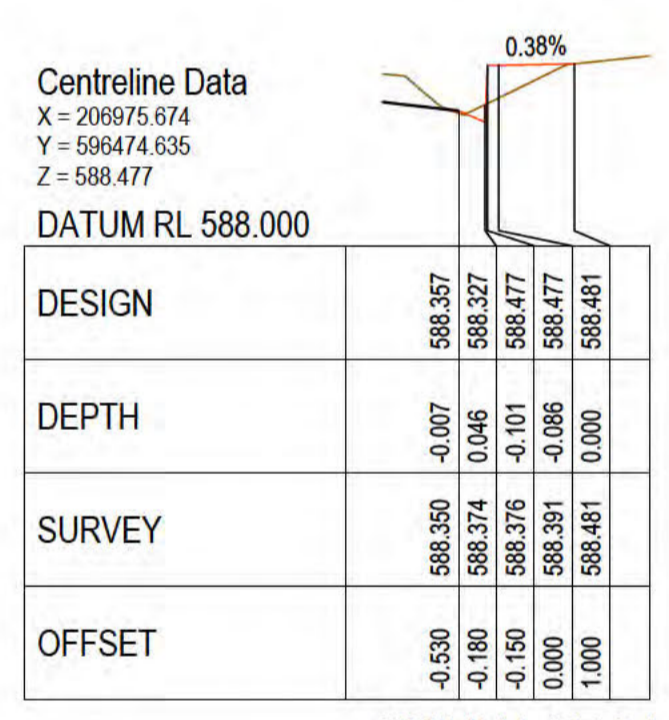 0.38%
Centreline Data
X = 206975.674
Y = 596474.635
Z = 588.477
DATUM RL 588.000
DESIGN 588.357 588.327 588.477 588.477 588.481
DEPTH -0.007 0.046 -0.101 -0.086 0.000
SURVEY 588.350 588.374 588.376 588.391 588.481
OFFSET -0.530 -0.180 -0.150 0.000 1.000